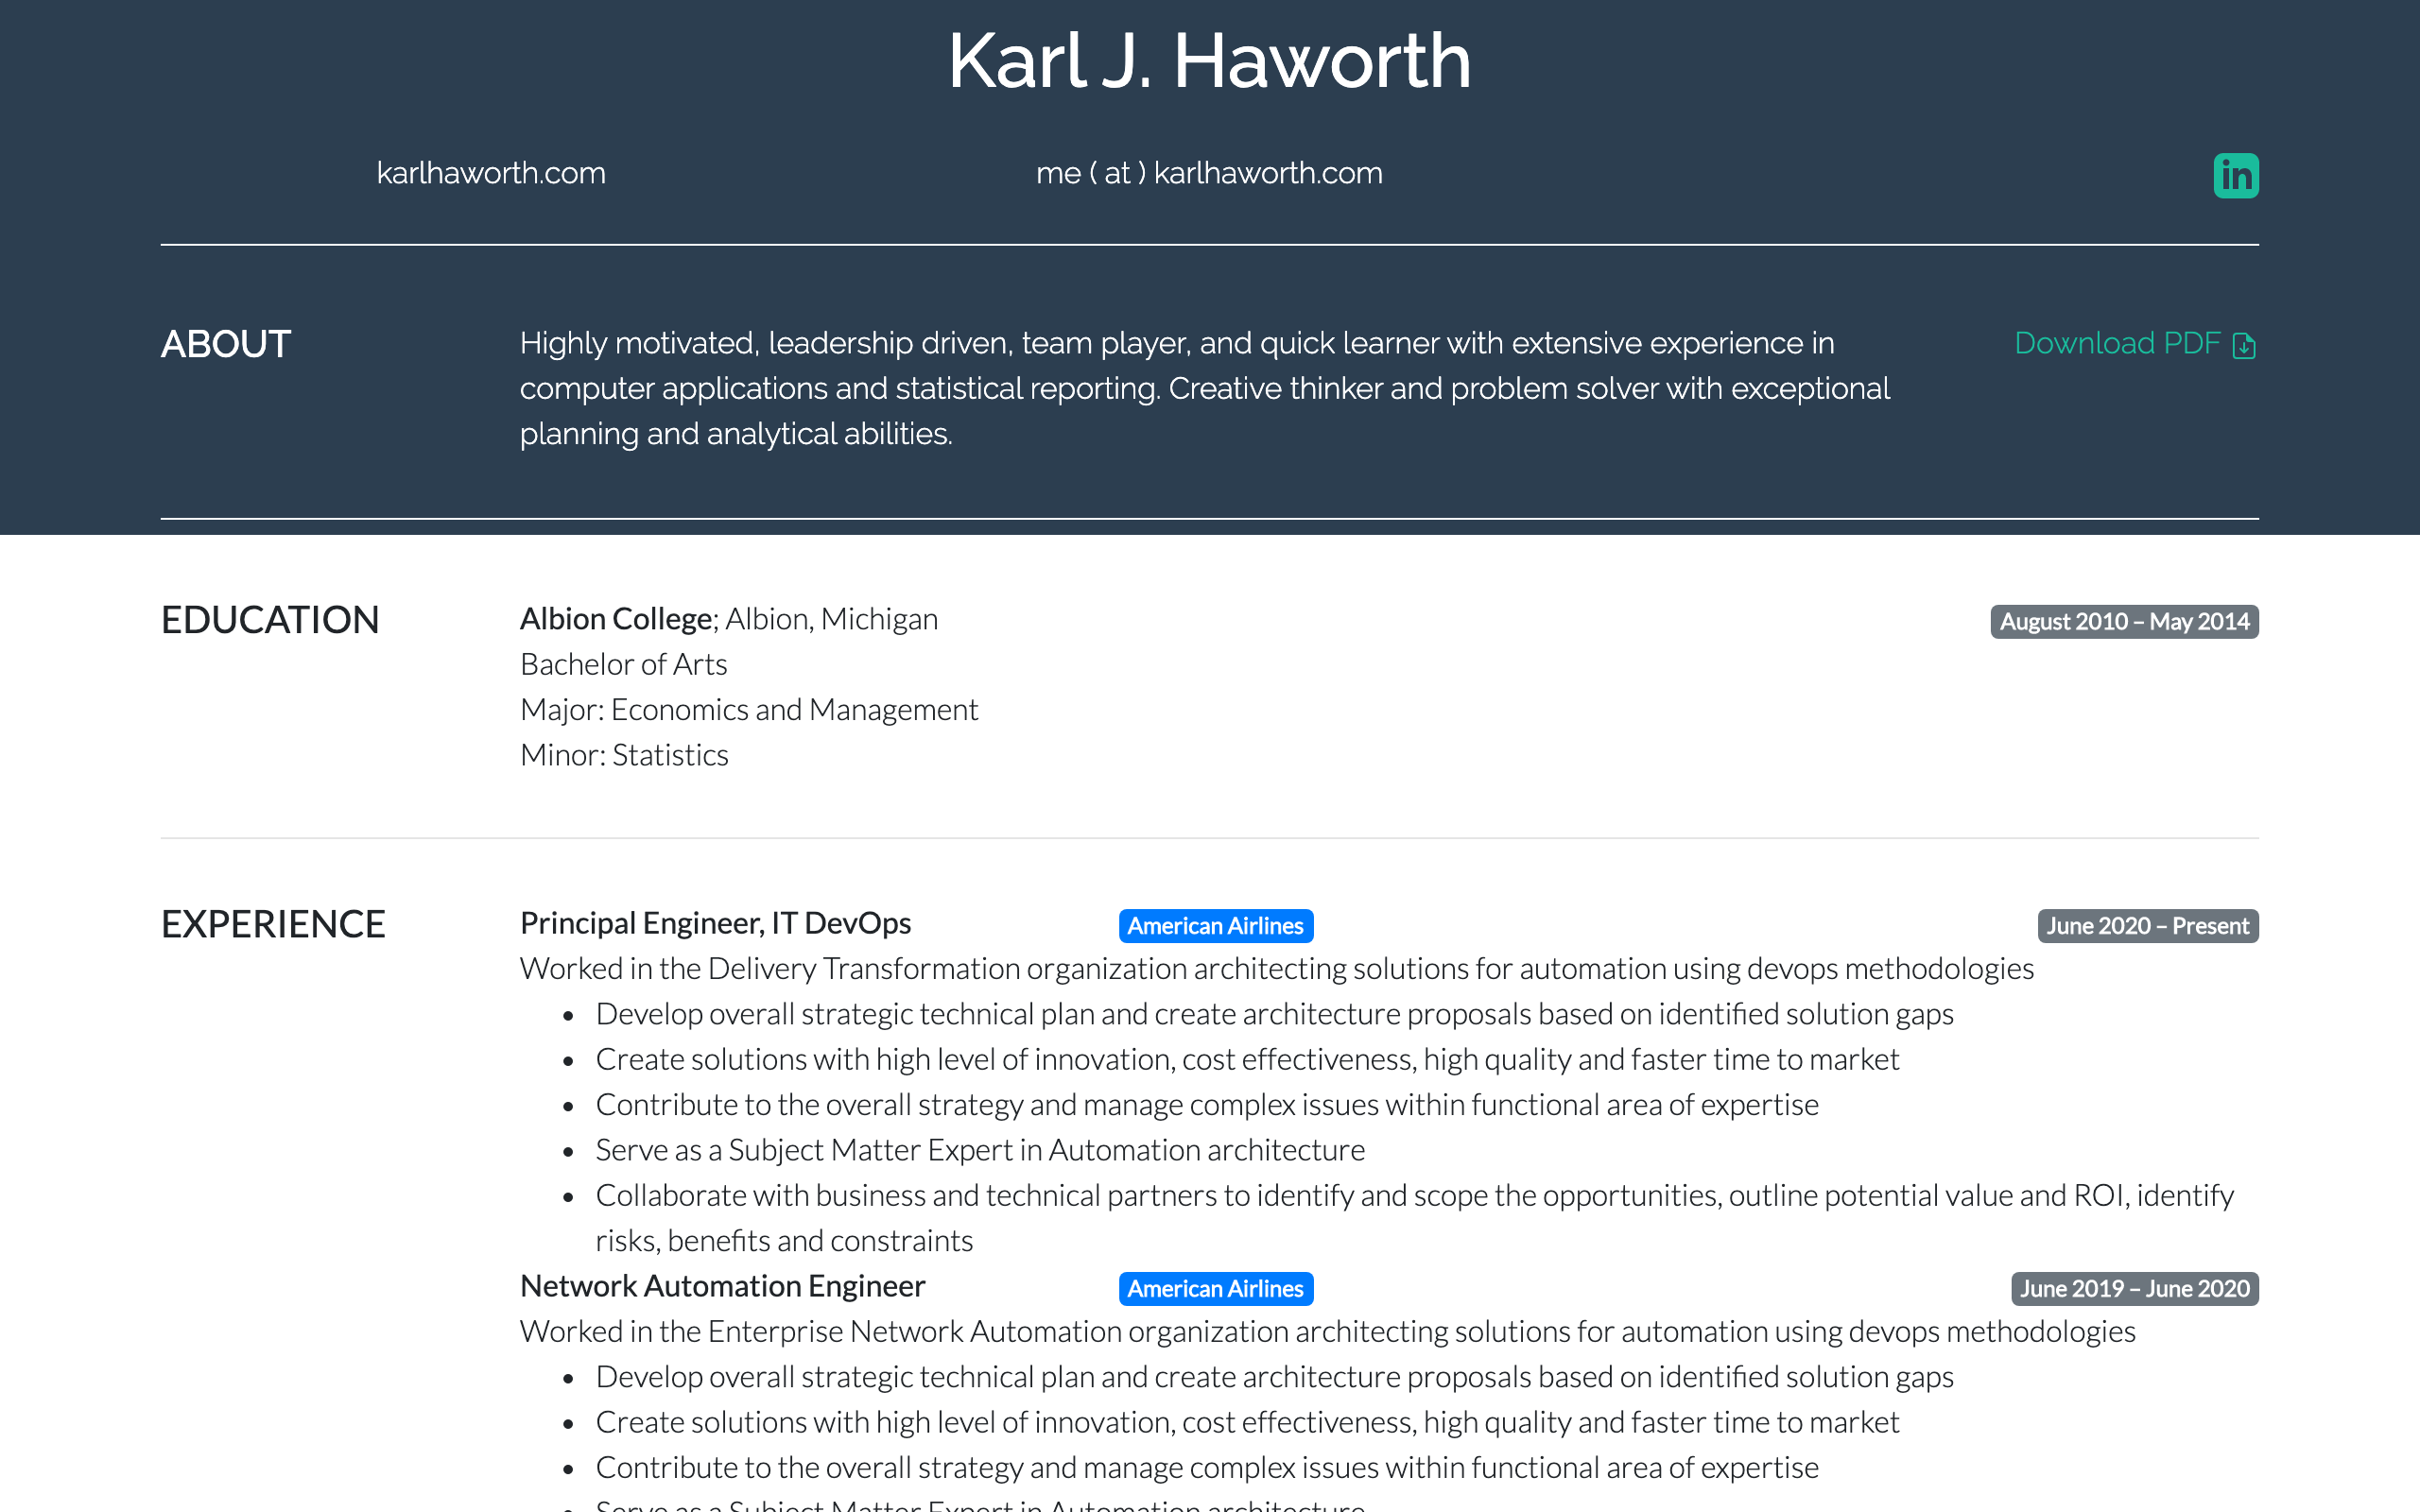 Karl J. Haworth
karlhaworth.com
me ( at ) karlhaworth.com
in
ABOUT
Highly motivated, leadership driven, team player, and quick learner with extensive experience in
computer applications and statistical reporting. Creative thinker and problem solver with exceptional
planning and analytical abilities.
Download PDF
EDUCATION
Albion College; Albion, Michigan
August 2010 – May 2014
Bachelor of Arts
Major: Economics and Management
Minor: Statistics
EXPERIENCE
Principal Engineer, IT DevOps
American Airlines
June 2020 – Present
Worked in the Delivery Transformation organization architecting solutions for automation using devops methodologies
• Develop overall strategic technical plan and create architecture proposals based on identified solution gaps
• Create solutions with high level of innovation, cost effectiveness, high quality and faster time to market
• Contribute to the overall strategy and manage complex issues within functional area of expertise
• Serve as a Subject Matter Expert in Automation architecture
• Collaborate with business and technical partners to identify and scope the opportunities, outline potential value and ROI, identify
risks, benefits and constraints
Network Automation Engineer
American Airlines
June 2019 – June 2020
Worked in the Enterprise Network Automation organization architecting solutions for automation using devops methodologies
• Develop overall strategic technical plan and create architecture proposals based on identified solution gaps
• Create solutions with high level of innovation, cost effectiveness, high quality and faster time to market
• Contribute to the overall strategy and manage complex issues within functional area of expertise
• Serve as a Subject Matter Expert in Automation architecture